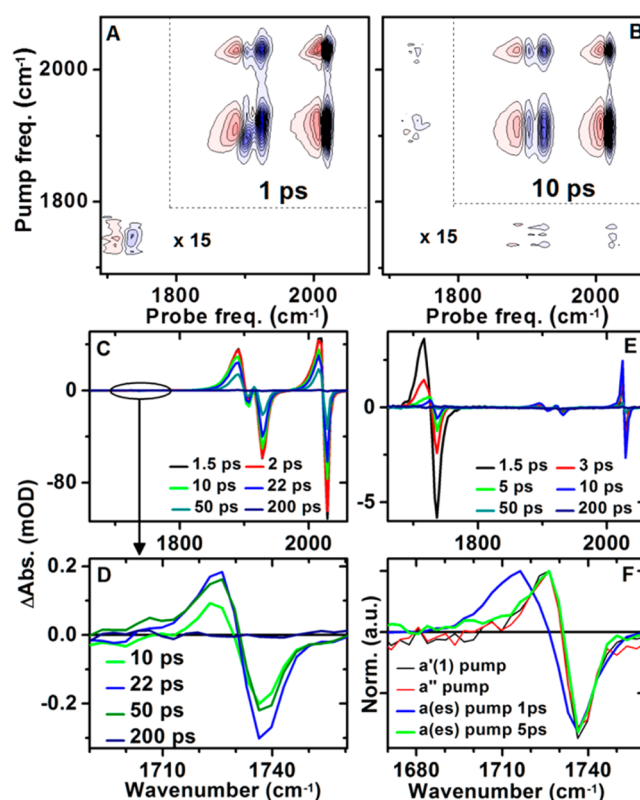 A
B
Pump freq. (cm⁻¹)
2000
1800
1 ps
10 ps
x 15
x 15
1800
2000
1800
2000
Probe freq. (cm⁻¹)
Probe freq. (cm⁻¹)
C
E
ΔAbs. (mOD)
0
-80
1.5 ps
2 ps
10 ps
22 ps
50 ps
200 ps
1800
2000
0
-5
1.5 ps
3 ps
5 ps
10 ps
50 ps
200 ps
1800
2000
D
F
0.2
0.0
-0.2
10 ps
22 ps
50 ps
200 ps
1710
1740
Wavenumber (cm⁻¹)
Norm. (a.u.)
a'(1) pump
a'' pump
a(es) pump 1ps
a(es) pump 5ps
1680
1710
1740
Wavenumber (cm⁻¹)